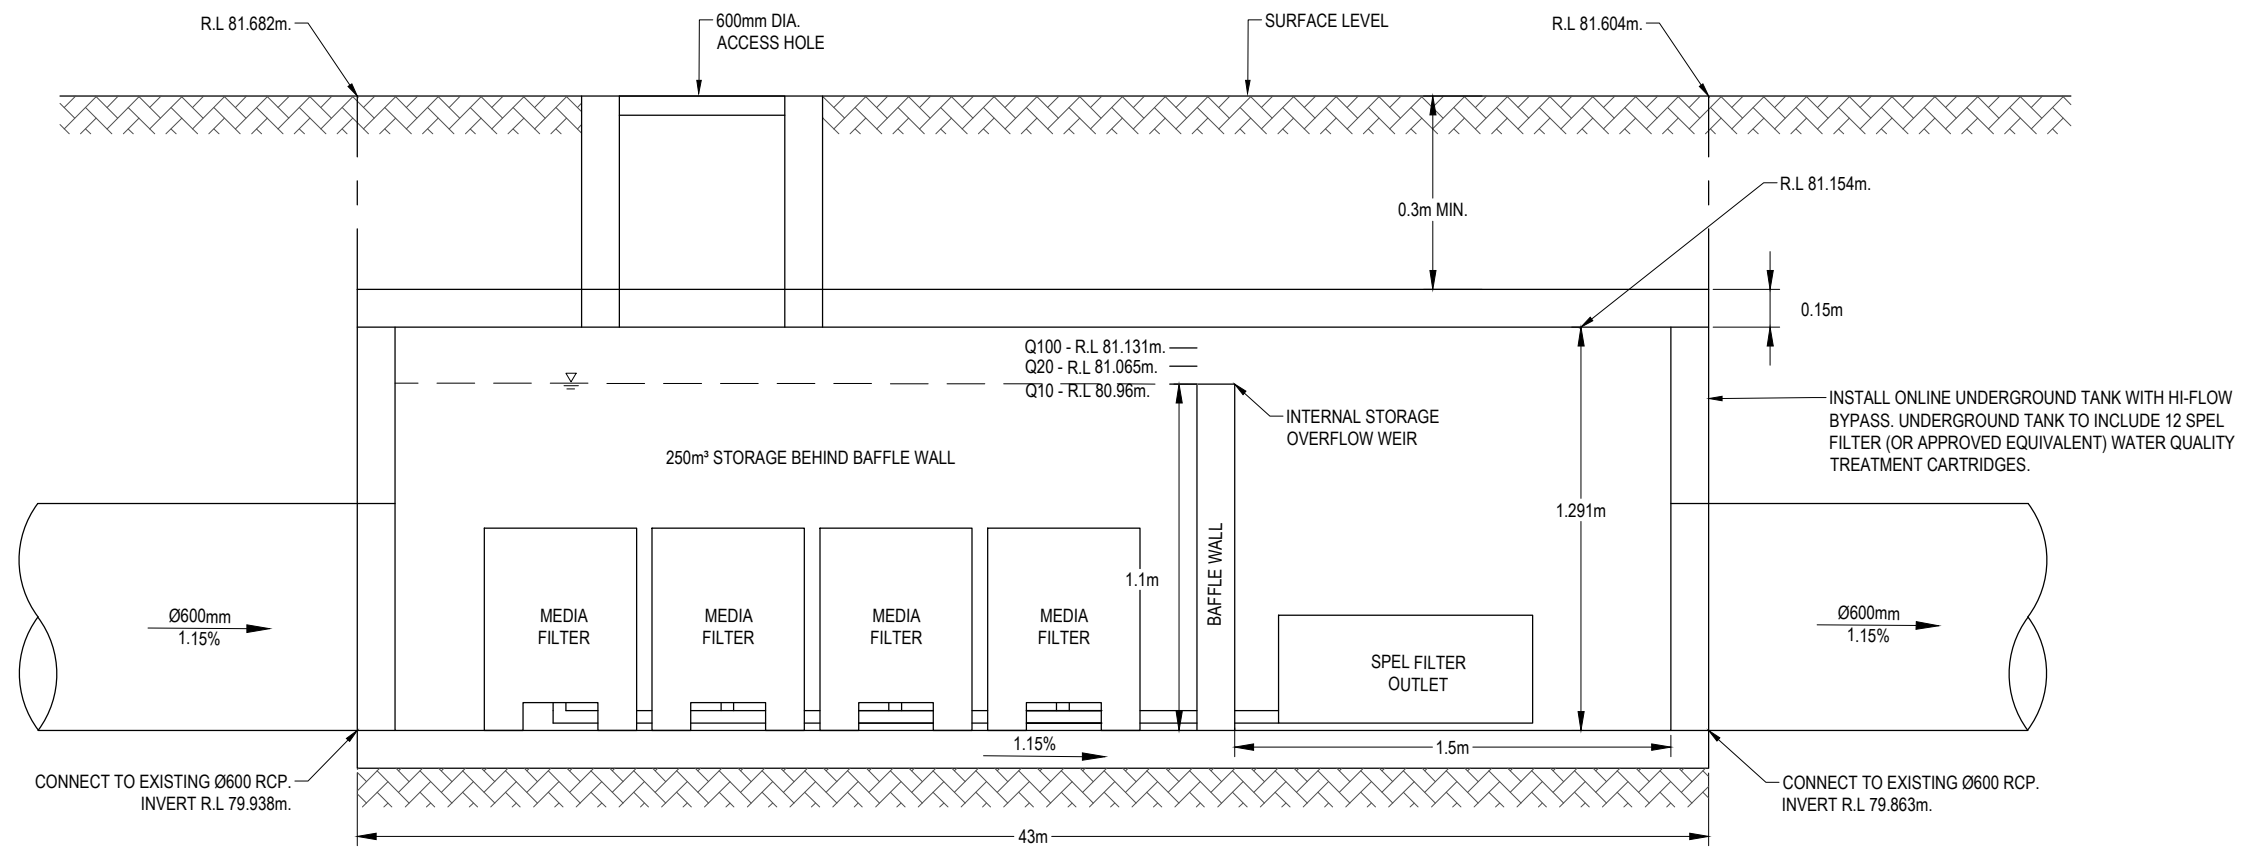 R.L 81.682m.
600mm DIA.
ACCESS HOLE
SURFACE LEVEL
R.L 81.604m.
R.L 81.154m.
0.3m MIN.
0.15m
Q100 - R.L 81.131m.
Q20 - R.L 81.065m.
Q10 - R.L 80.96m.
INTERNAL STORAGE
OVERFLOW WEIR
INSTALL ONLINE UNDERGROUND TANK WITH HI-FLOW
BYPASS. UNDERGROUND TANK TO INCLUDE 12 SPEL
FILTER (OR APPROVED EQUIVALENT) WATER QUALITY
TREATMENT CARTRIDGES.
250m³ STORAGE BEHIND BAFFLE WALL
1.291m
1.1m
BAFFLE WALL
Ø600mm
1.15%
MEDIA
FILTER
MEDIA
FILTER
MEDIA
FILTER
MEDIA
FILTER
SPEL FILTER
OUTLET
Ø600mm
1.15%
1.15%
1.5m
CONNECT TO EXISTING Ø600 RCP.
INVERT R.L 79.938m.
CONNECT TO EXISTING Ø600 RCP.
INVERT R.L 79.863m.
43m